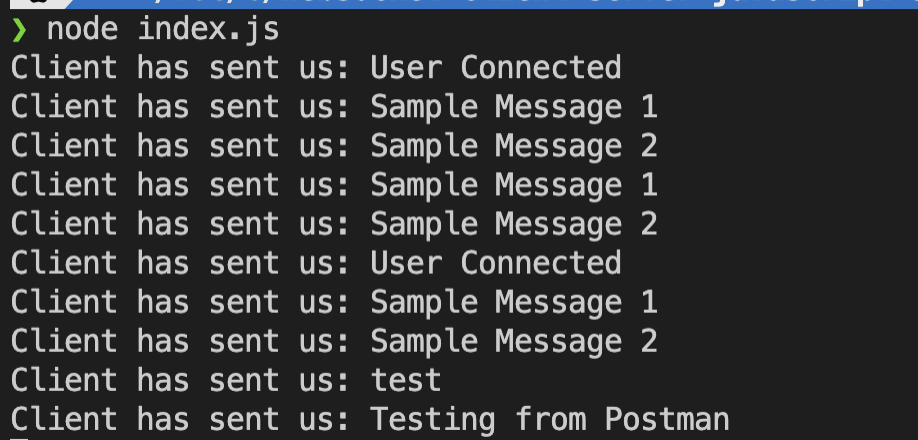 ❯ node index.js
Client has sent us: User Connected
Client has sent us: Sample Message 1
Client has sent us: Sample Message 2
Client has sent us: Sample Message 1
Client has sent us: Sample Message 2
Client has sent us: User Connected
Client has sent us: Sample Message 1
Client has sent us: Sample Message 2
Client has sent us: test
Client has sent us: Testing from Postman